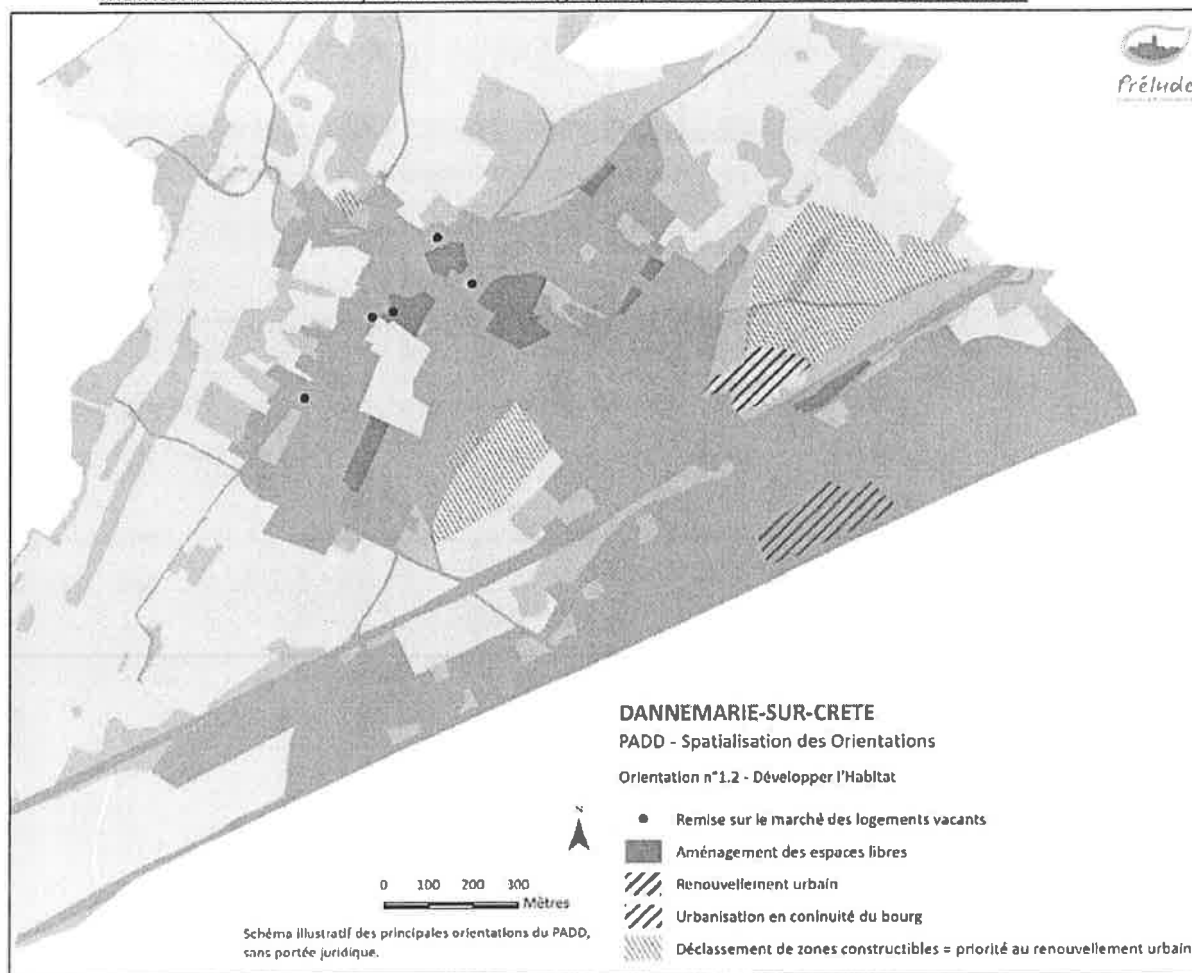 Prélude
DANNEMARIE-SUR-CRETE
PADD - Spatialisation des Orientations
Orientation n°1.2 - Développer l'Habitat
N
Remise sur le marché des logements vacants
Aménagement des espaces libres
Renouvellement urbain
Urbanisation en coninuité du bourg
Déclassement de zones constructibles = priorité au renouvellement urbain
0 100 200 300
Mètres
Schéma illustratif des principales orientations du PADD,
sans portée juridique.